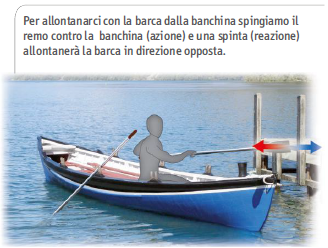 Per allontanarci con la barca dalla banchina spingiamo il
remo contro la banchina (azione) e una spinta (reazione)
allontanerà la barca in direzione opposta.